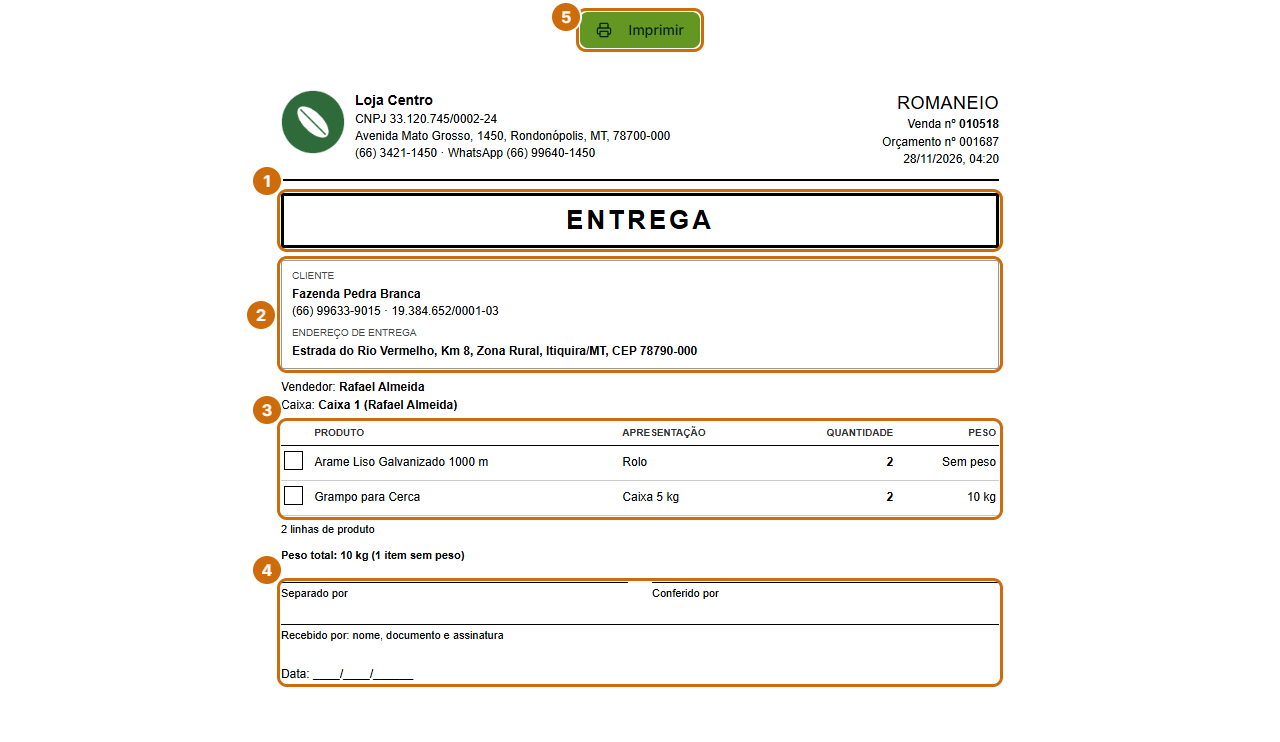 5 Imprimir
Loja Centro
CNPJ 33.120.745/0002-24
Avenida Mato Grosso, 1450, Rondonópolis, MT, 78700-000
(66) 3421-1450 · WhatsApp (66) 99640-1450
ROMANEIO
Venda nº 010518
Orçamento nº 001687
28/11/2026, 04:20
1
ENTREGA
2
CLIENTE
Fazenda Pedra Branca
(66) 99633-9015 · 19.384.652/0001-03
ENDEREÇO DE ENTREGA
Estrada do Rio Vermelho, Km 8, Zona Rural, Itiquira/MT, CEP 78790-000
Vendedor: Rafael Almeida
Caixa: Caixa 1 (Rafael Almeida)
3
PRODUTO APRESENTAÇÃO QUANTIDADE PESO
Arame Liso Galvanizado 1000 m Rolo 2 Sem peso
Grampo para Cerca Caixa 5 kg 2 10 kg
2 linhas de produto
Peso total: 10 kg (1 item sem peso)
4
Separado por Conferido por
Recebido por: nome, documento e assinatura
Data: ____/____/______